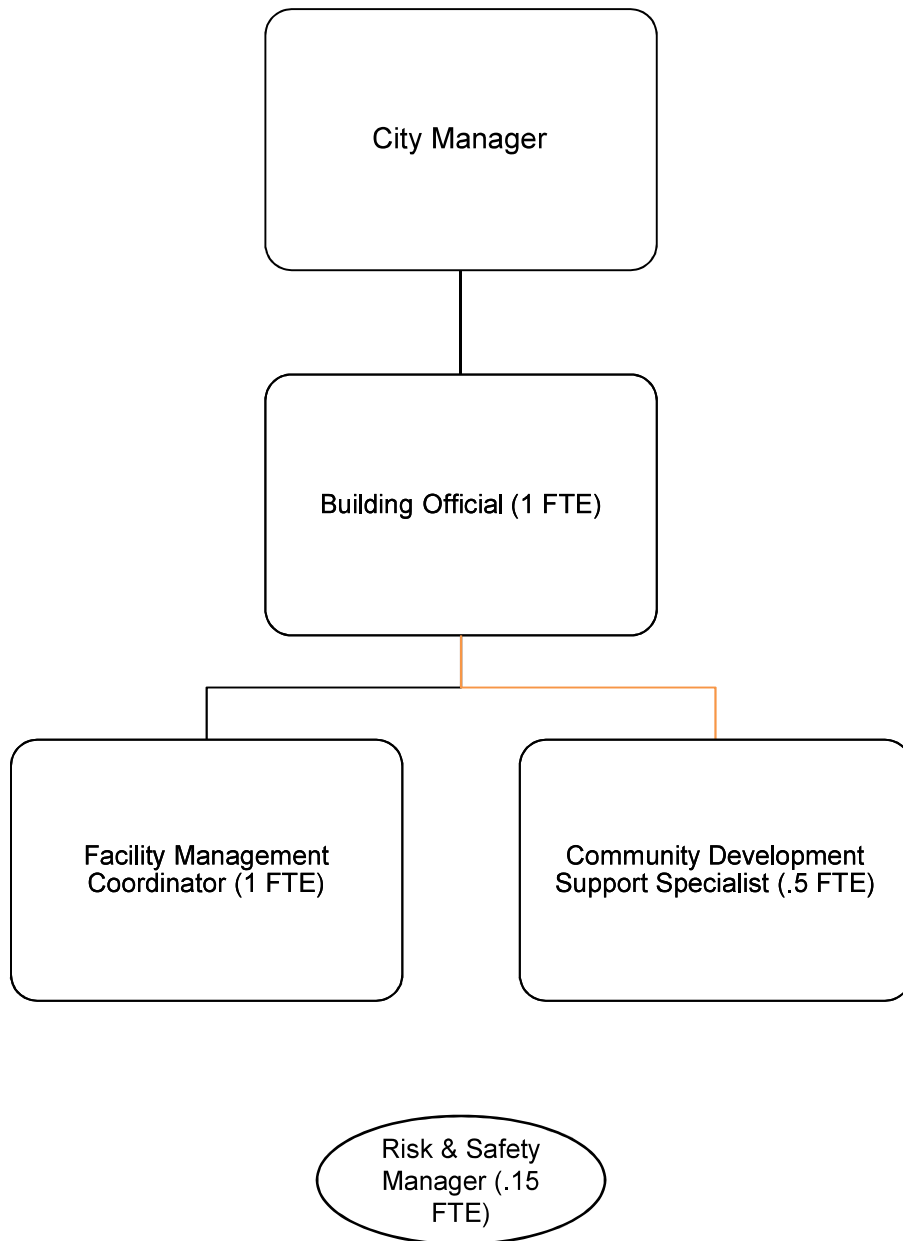 City Manager
Building Official (1 FTE)
Facility Management
Coordinator (1 FTE)
Community Development
Support Specialist (.5 FTE)
Risk & Safety
Manager (.15
FTE)